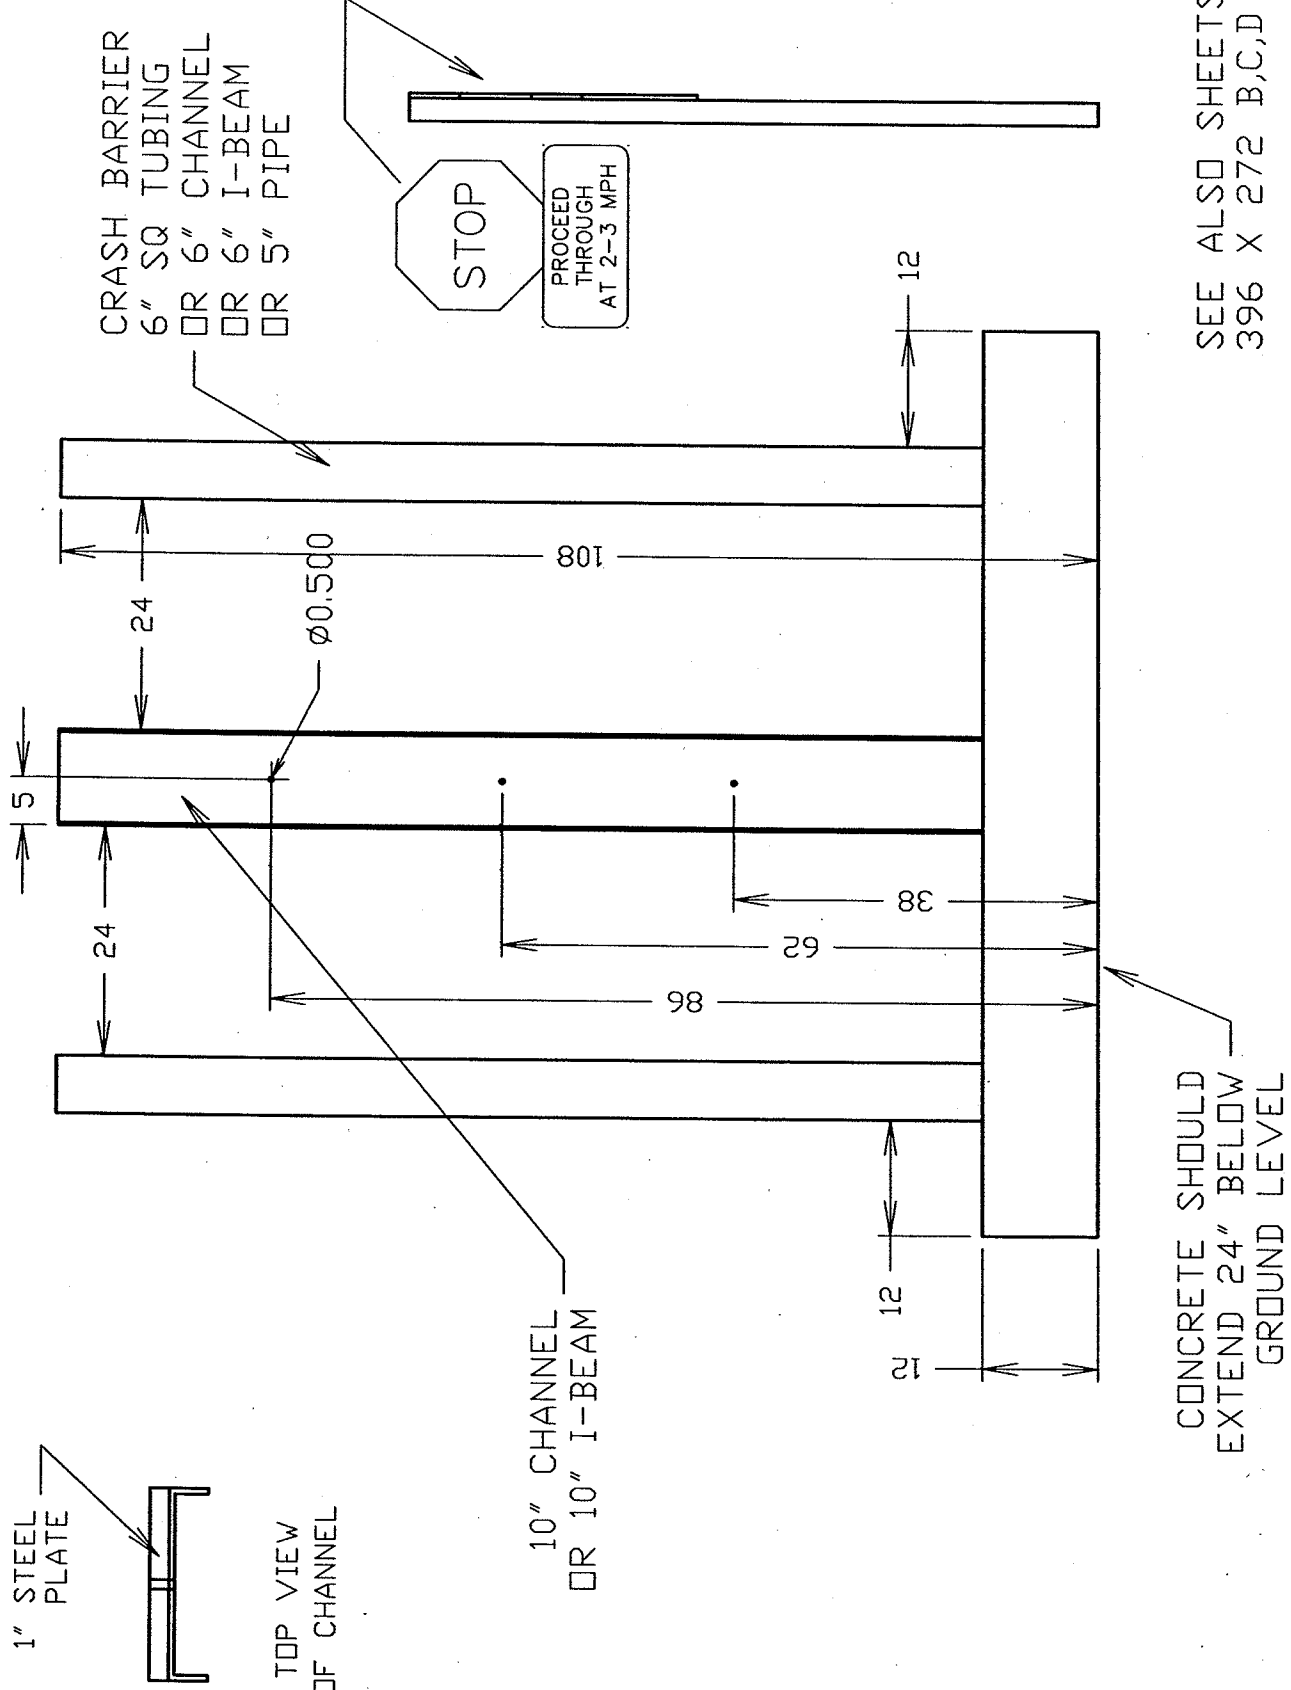 1" STEEL
PLATE
TOP VIEW
OF CHANNEL
10" CHANNEL
OR 10" I-BEAM
CRASH BARRIER
6" SQ TUBING
OR 6" CHANNEL
OR 6" I-BEAM
OR 5" PIPE
STOP
PROCEED
THROUGH
AT 2-3 MPH
5
24
24
Ø0.500
108
86
62
38
12
12
12
CONCRETE SHOULD
EXTEND 24" BELOW
GROUND LEVEL
SEE ALSO SHEETS
396 X 272 B,C,D